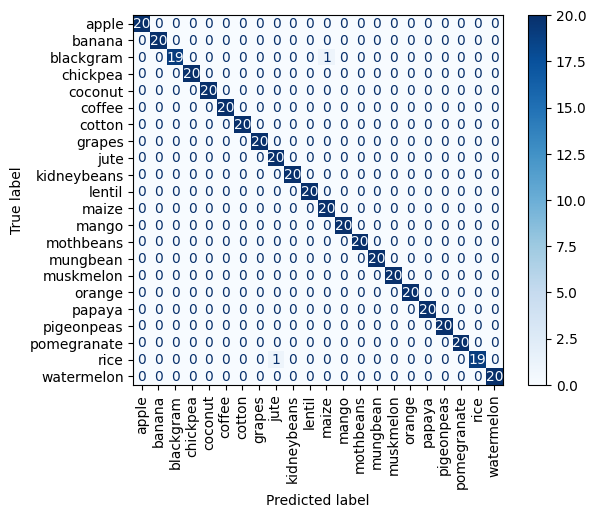 apple 20 0 0 0 0 0 0 0 0 0 0 0 0 0 0 0 0 0 0 0 0 0
banana 0 20 0 0 0 0 0 0 0 0 0 0 0 0 0 0 0 0 0 0 0 0
blackgram 0 0 19 0 0 0 0 0 0 0 0 1 0 0 0 0 0 0 0 0 0 0
chickpea 0 0 0 20 0 0 0 0 0 0 0 0 0 0 0 0 0 0 0 0 0 0
coconut 0 0 0 0 20 0 0 0 0 0 0 0 0 0 0 0 0 0 0 0 0 0
coffee 0 0 0 0 0 20 0 0 0 0 0 0 0 0 0 0 0 0 0 0 0 0
cotton 0 0 0 0 0 0 20 0 0 0 0 0 0 0 0 0 0 0 0 0 0 0
grapes 0 0 0 0 0 0 0 20 0 0 0 0 0 0 0 0 0 0 0 0 0 0
jute 0 0 0 0 0 0 0 0 20 0 0 0 0 0 0 0 0 0 0 0 0 0
kidneybeans 0 0 0 0 0 0 0 0 0 20 0 0 0 0 0 0 0 0 0 0 0 0
lentil 0 0 0 0 0 0 0 0 0 0 20 0 0 0 0 0 0 0 0 0 0 0
maize 0 0 0 0 0 0 0 0 0 0 0 20 0 0 0 0 0 0 0 0 0 0
mango 0 0 0 0 0 0 0 0 0 0 0 0 20 0 0 0 0 0 0 0 0 0
mothbeans 0 0 0 0 0 0 0 0 0 0 0 0 0 20 0 0 0 0 0 0 0 0
mungbean 0 0 0 0 0 0 0 0 0 0 0 0 0 0 20 0 0 0 0 0 0 0
muskmelon 0 0 0 0 0 0 0 0 0 0 0 0 0 0 0 20 0 0 0 0 0 0
orange 0 0 0 0 0 0 0 0 0 0 0 0 0 0 0 0 20 0 0 0 0 0
papaya 0 0 0 0 0 0 0 0 0 0 0 0 0 0 0 0 0 20 0 0 0 0
pigeonpeas 0 0 0 0 0 0 0 0 0 0 0 0 0 0 0 0 0 0 20 0 0 0
pomegranate 0 0 0 0 0 0 0 0 0 0 0 0 0 0 0 0 0 0 0 20 0 0
rice 0 0 0 0 0 0 0 0 1 0 0 0 0 0 0 0 0 0 0 0 19 0
watermelon 0 0 0 0 0 0 0 0 0 0 0 0 0 0 0 0 0 0 0 0 0 20
True label
apple
banana
blackgram
chickpea
coconut
coffee
cotton
grapes
jute
kidneybeans
lentil
maize
mango
mothbeans
mungbean
muskmelon
orange
papaya
pigeonpeas
pomegranate
rice
watermelon
Predicted label
20.0
17.5
15.0
12.5
10.0
7.5
5.0
2.5
0.0